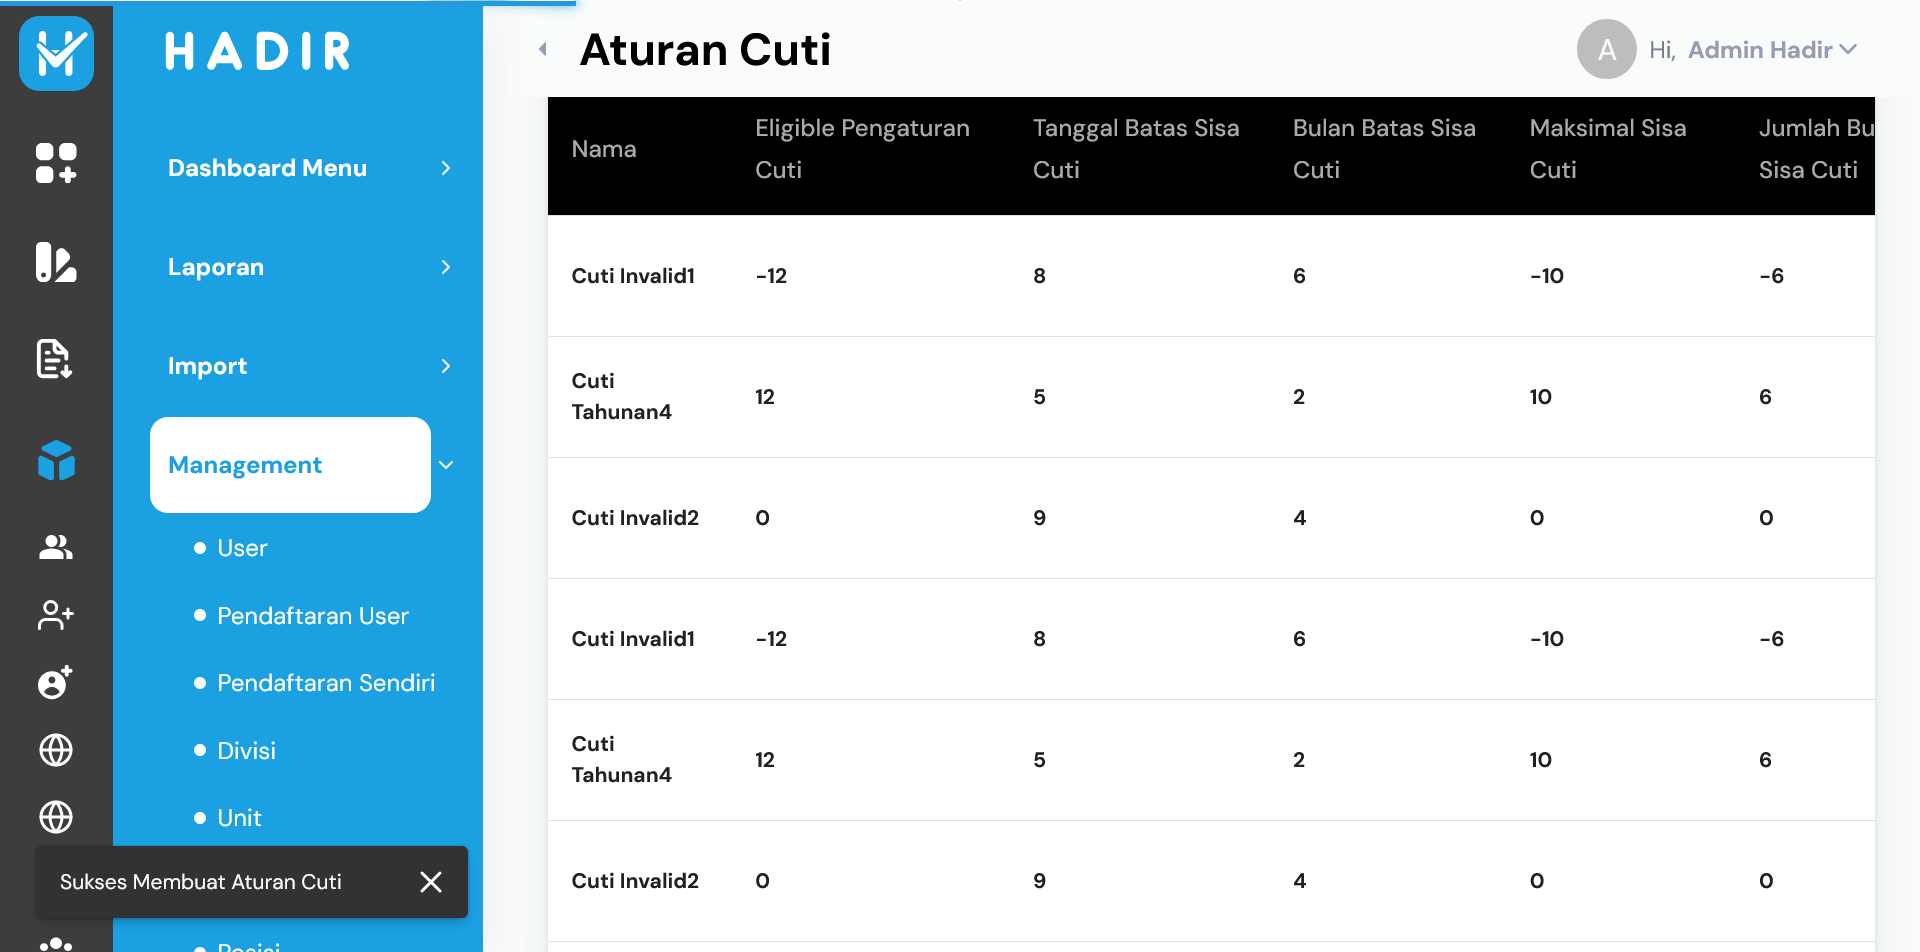 HADIR
Aturan Cuti
A
Hi, Admin Hadir
Dashboard Menu
Laporan
Import
Management
User
Pendaftaran User
Pendaftaran Sendiri
Divisi
Unit
Sukses Membuat Aturan Cuti
Nama
Eligible Pengaturan
Cuti
Tanggal Batas Sisa
Cuti
Bulan Batas Sisa
Cuti
Maksimal Sisa
Cuti
Jumlah Bu
Sisa Cuti
Cuti Invalid1 -12 8 6 -10 -6
Cuti
Tahunan4 12 5 2 10 6
Cuti Invalid2 0 9 4 0 0
Cuti Invalid1 -12 8 6 -10 -6
Cuti
Tahunan4 12 5 2 10 6
Cuti Invalid2 0 9 4 0 0